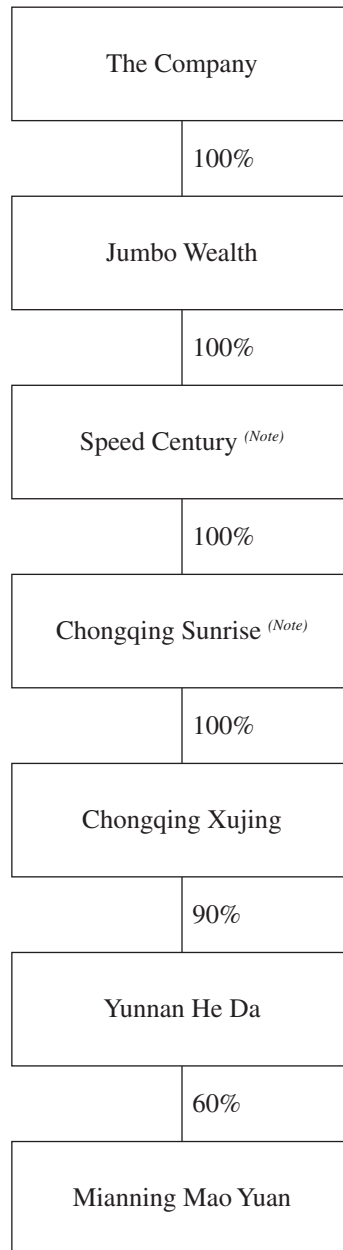 The Company
100%
Jumbo Wealth
100%
Speed Century (Note)
100%
Chongqing Sunrise (Note)
100%
Chongqing Xujing
90%
Yunnan He Da
60%
Mianning Mao Yuan